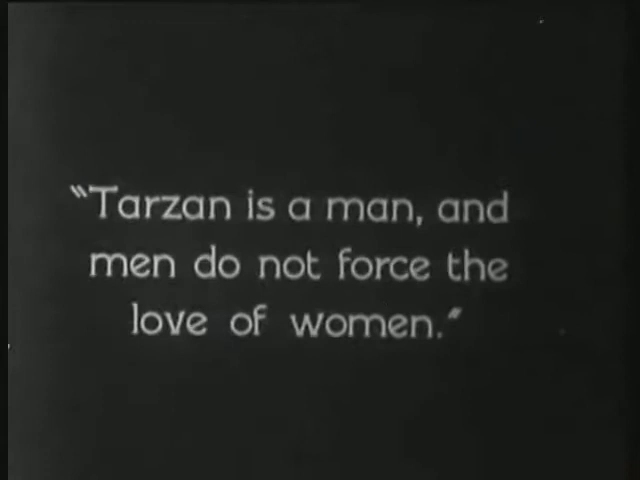 "Tarzan is a man, and
men do not force the
love of women."